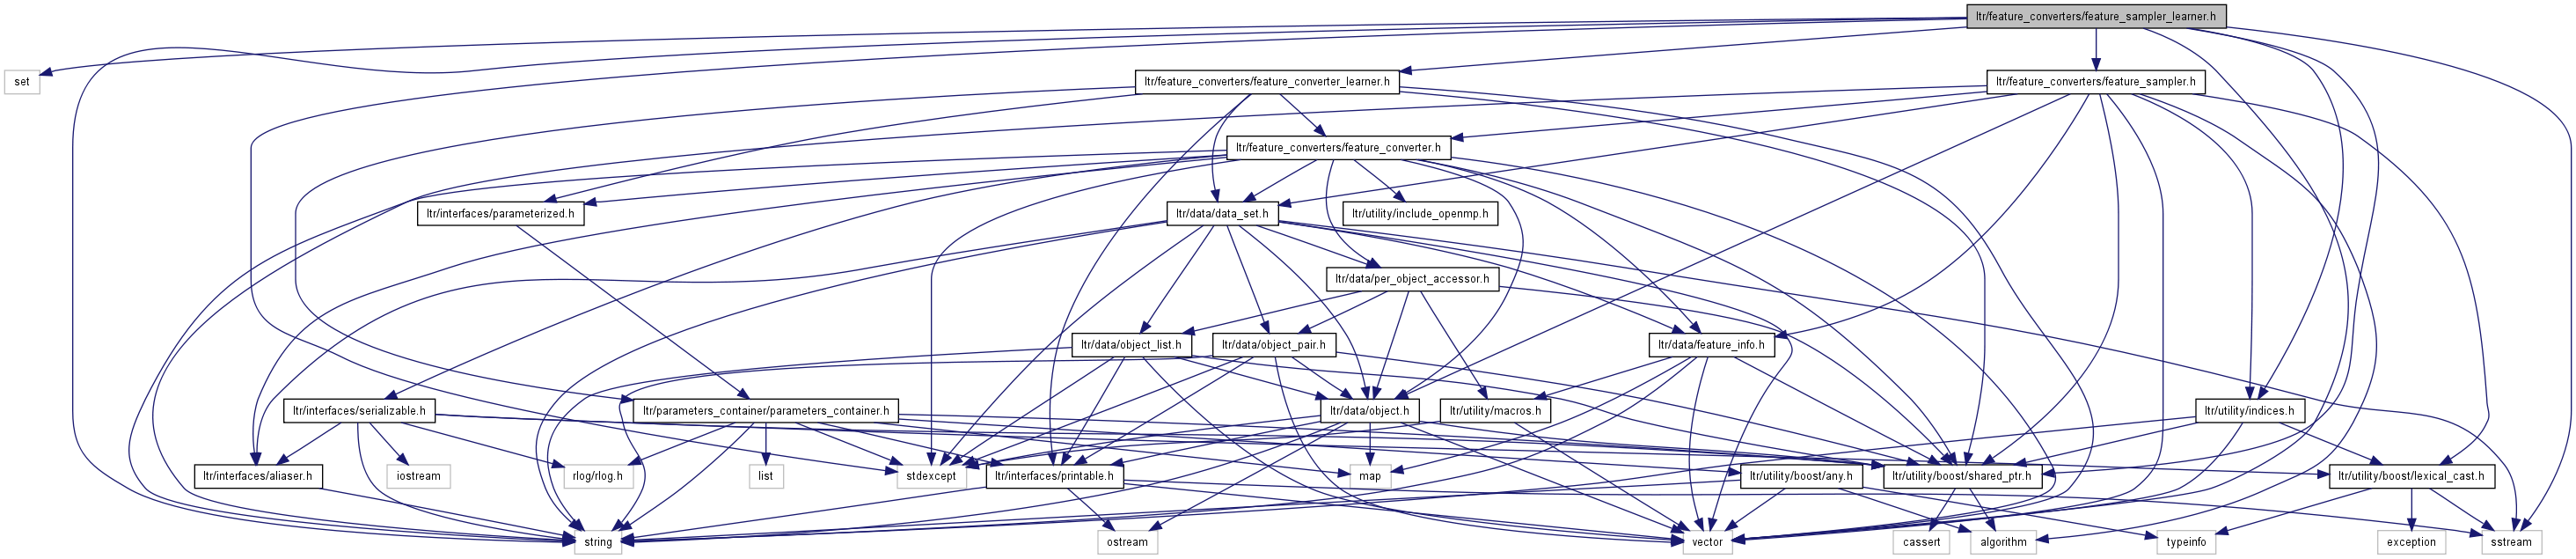 ltr/feature_converters/feature_sampler_learner.h
set
ltr/feature_converters/feature_converter_learner.h
ltr/feature_converters/feature_sampler.h
ltr/feature_converters/feature_converter.h
ltr/interfaces/parameterized.h
ltr/data/data_set.h
ltr/utility/include_openmp.h
ltr/data/per_object_accessor.h
ltr/data/object_list.h
ltr/data/object_pair.h
ltr/data/feature_info.h
ltr/interfaces/serializable.h
ltr/parameters_container/parameters_container.h
ltr/data/object.h
ltr/utility/macros.h
ltr/utility/indices.h
ltr/interfaces/aliaser.h
iostream
rlog/rlog.h
list
stdexcept
ltr/interfaces/printable.h
map
ltr/utility/boost/any.h
ltr/utility/boost/shared_ptr.h
ltr/utility/boost/lexical_cast.h
string
ostream
vector
cassert
algorithm
typeinfo
exception
sstream